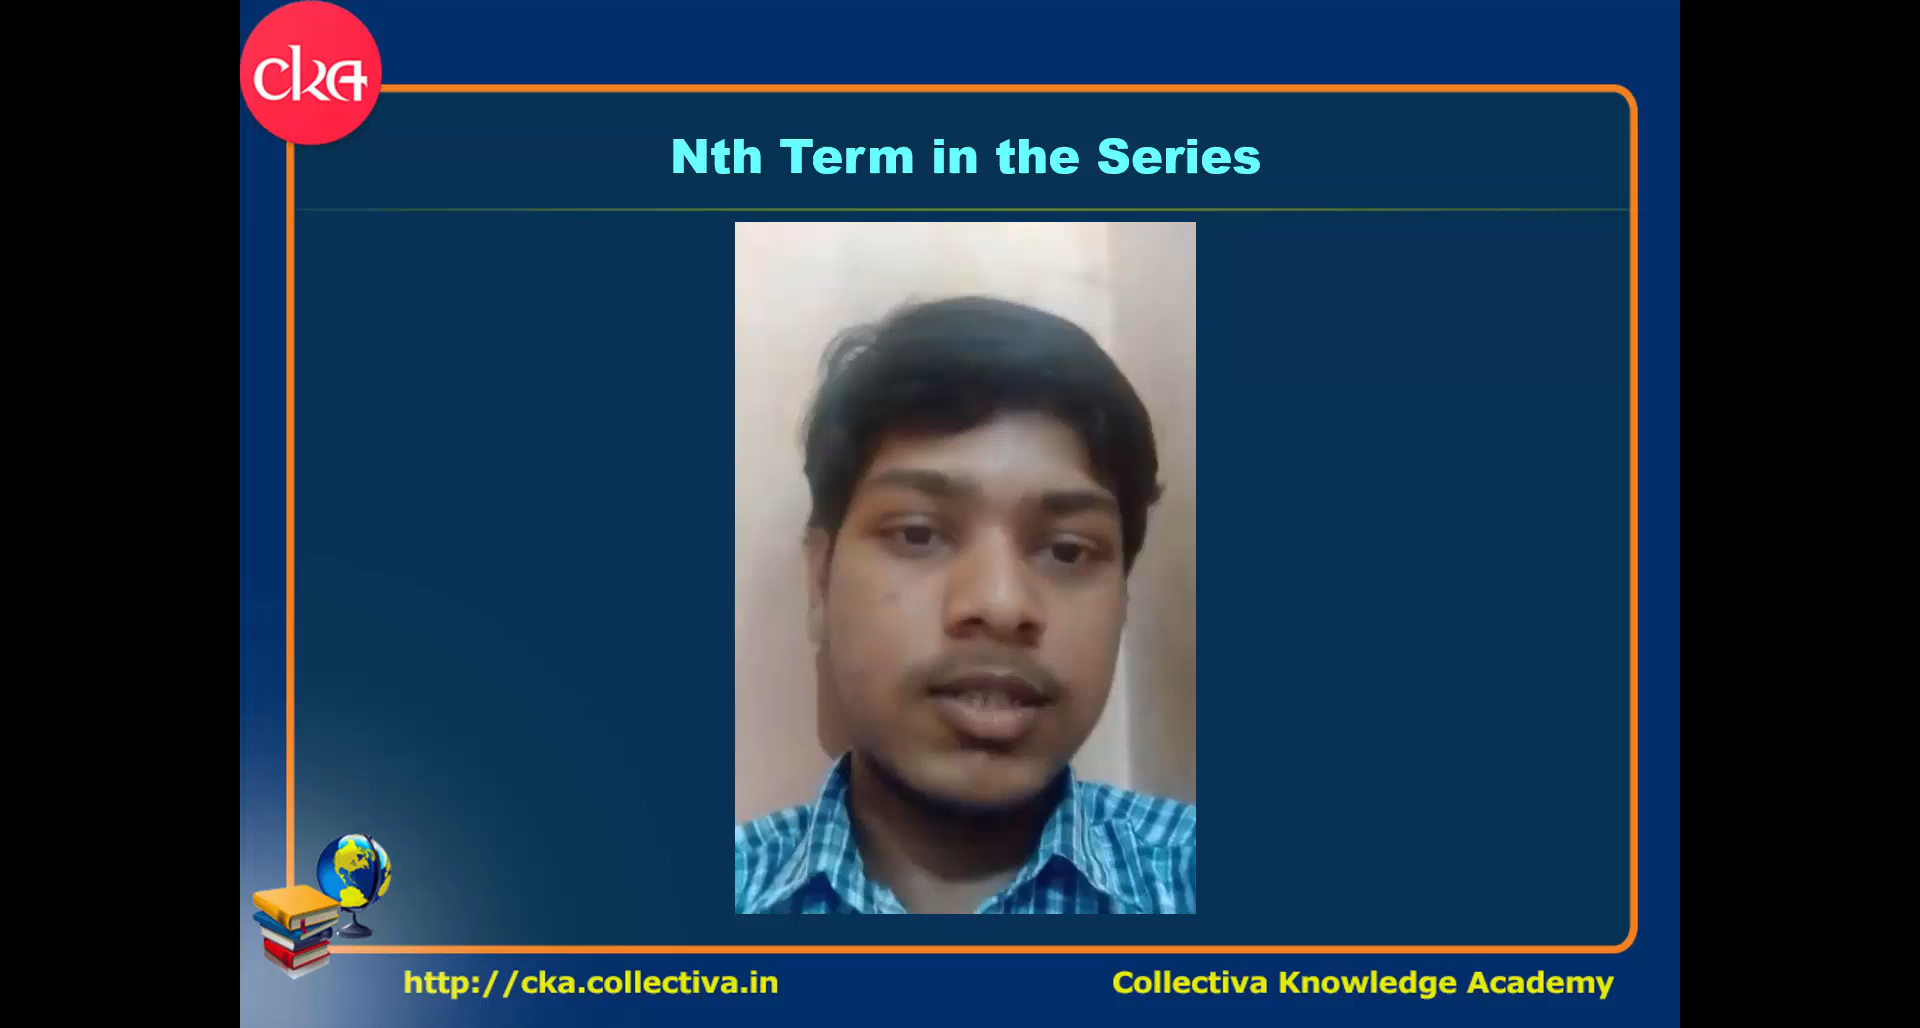 cka
Nth Term in the Series
http://cka.collectiva.in
Collectiva Knowledge Academy